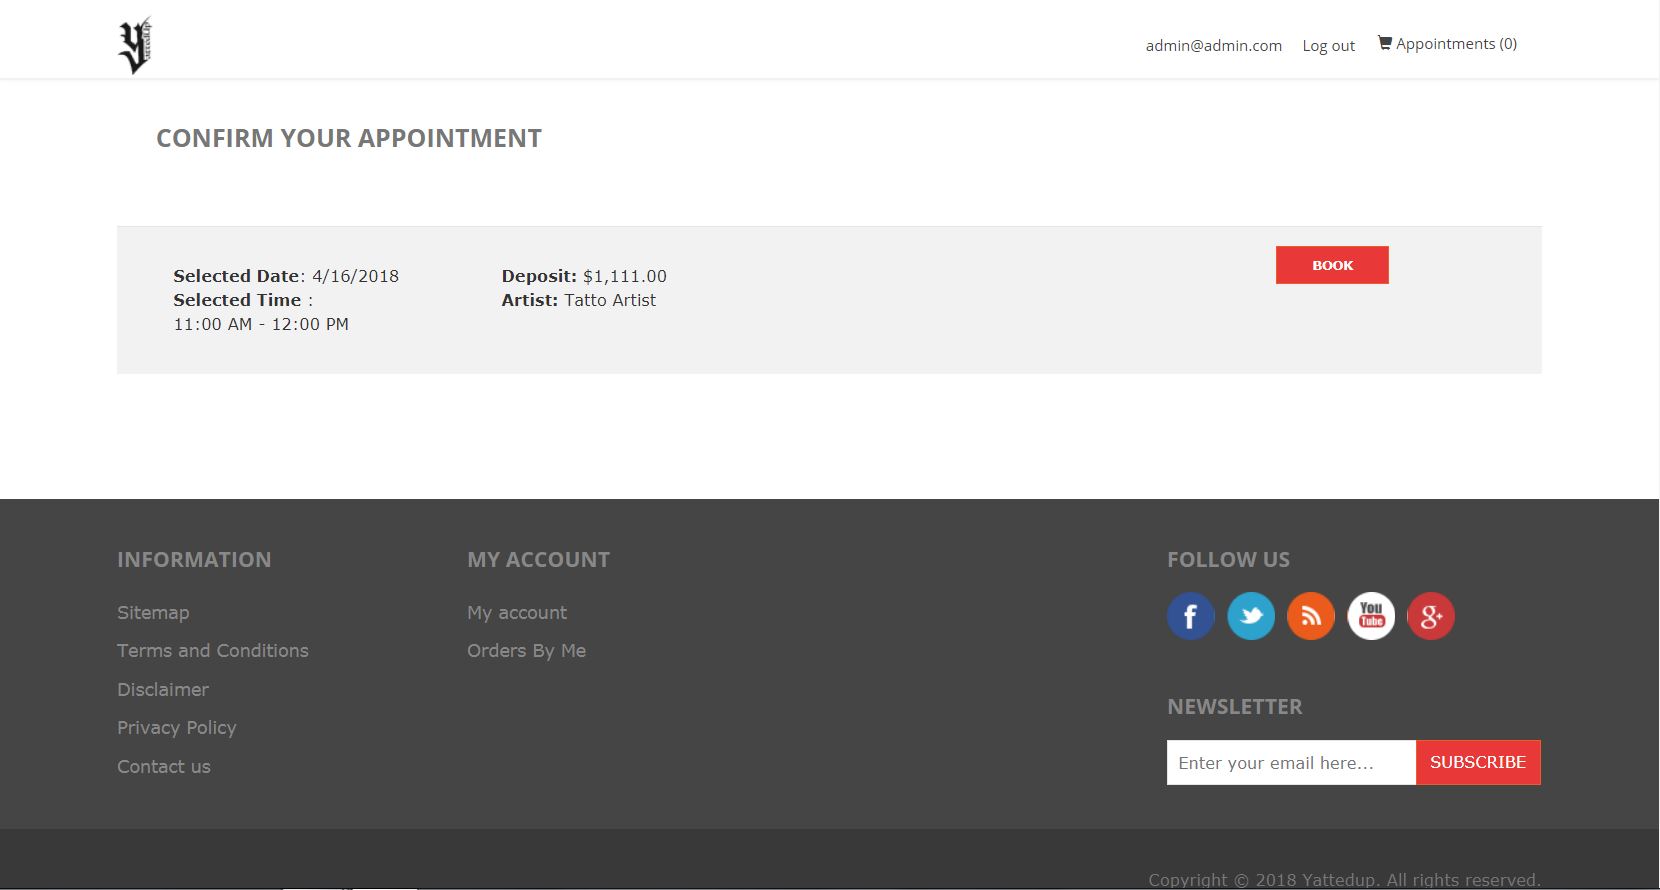 admin@admin.com Log out Appointments (0)
CONFIRM YOUR APPOINTMENT
Selected Date: 4/16/2018
Selected Time :
11:00 AM - 12:00 PM
Deposit: $1,111.00
Artist: Tatto Artist
BOOK
INFORMATION
Sitemap
Terms and Conditions
Disclaimer
Privacy Policy
Contact us
MY ACCOUNT
My account
Orders By Me
FOLLOW US
f
You
Tube
g+
NEWSLETTER
Enter your email here... SUBSCRIBE
Copyright © 2018 Yattedup. All rights reserved.